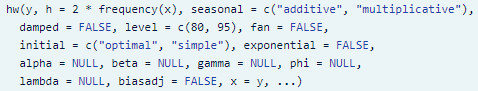 hw(y, h = 2 * frequency(x), seasonal = c("additive", "multiplicative"),
damped = FALSE, level = c(80, 95), fan = FALSE,
initial = c("optimal", "simple"), exponential = FALSE,
alpha = NULL, beta = NULL, gamma = NULL, phi = NULL,
lambda = NULL, biasadj = FALSE, x = y, ...)